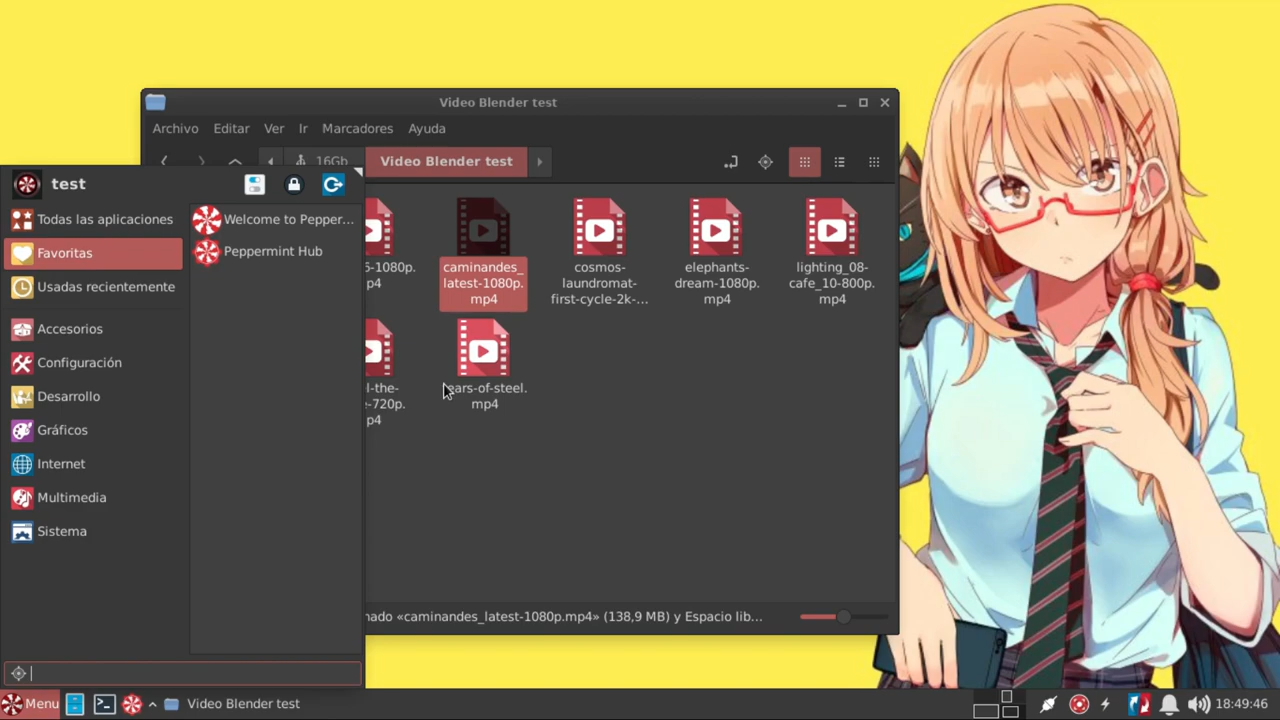 Video Blender test
Archivo Editar Ver Ir Marcadores Ayuda
16Gb Video Blender test
test
Todas las aplicaciones
Favoritas
Usadas recientemente
Accesorios
Configuración
Desarrollo
Gráficos
Internet
Multimedia
Sistema
Welcome to Pepper...
Peppermint Hub
-1080p.
p4
caminandes_
latest-1080p.
mp4
cosmos-
laundromat-
first-cycle-2k-...
elephants-
dream-1080p.
mp4
lighting_08-
cafe_10-800p.
mp4
l-the-
-720p.
p4
ears-of-steel.
mp4
nado «caminandes_latest-1080p.mp4» (138,9 MB) y Espacio lib...
Menu Video Blender test 18:49:46